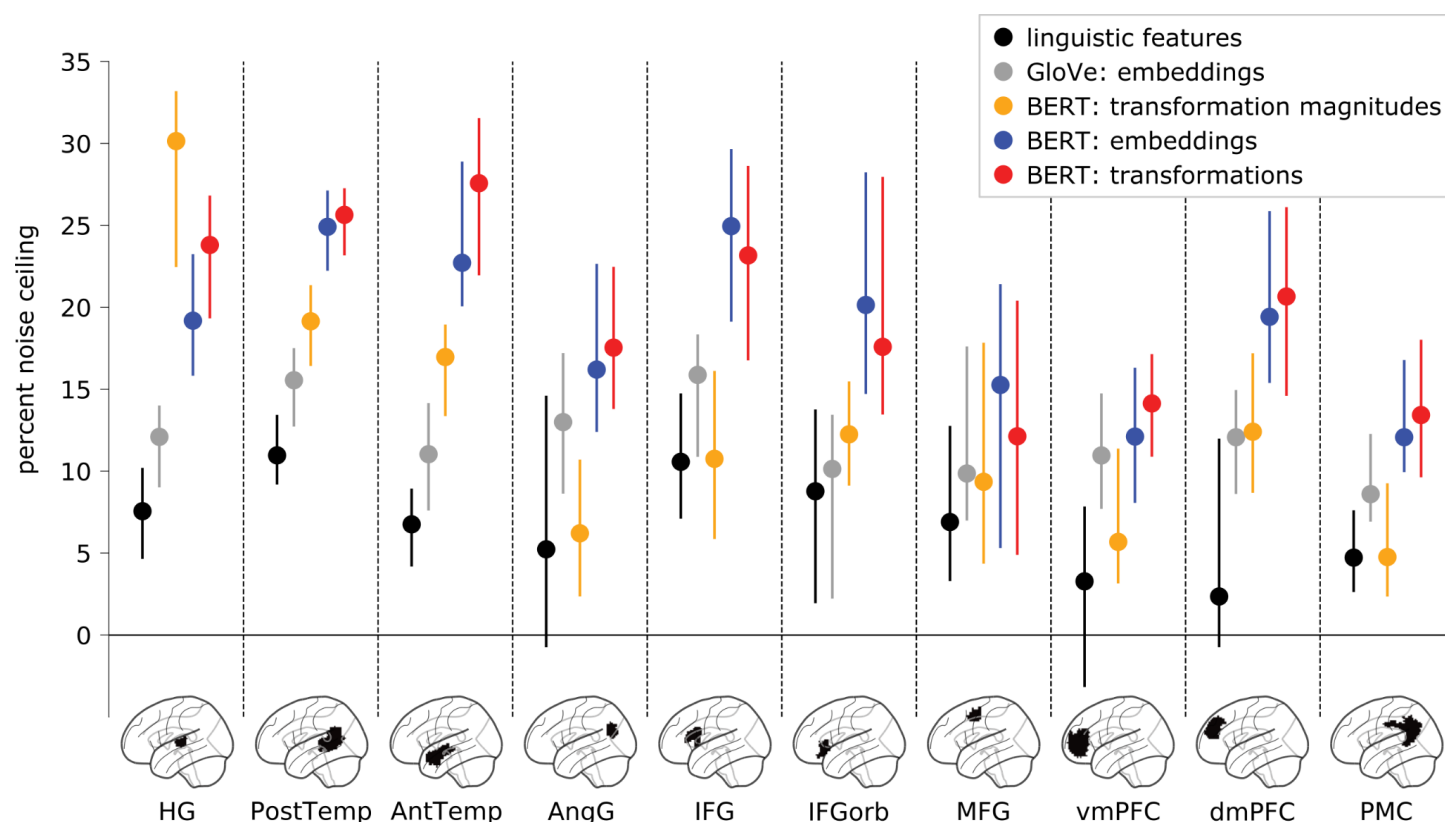 linguistic features
GloVe: embeddings
BERT: transformation magnitudes
BERT: embeddings
BERT: transformations
percent noise ceiling
35
30
25
20
15
10
5
0
HG PostTemp AntTemp AngG IFG IFGorb MFG vmPFC dmPFC PMC